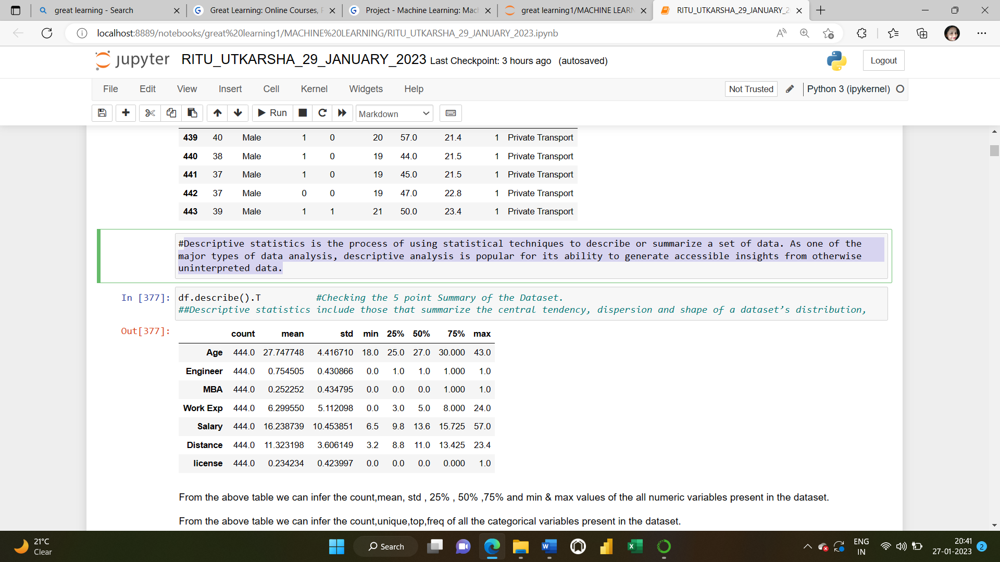 great learning - Search
Great Learning: Online Courses,
Project - Machine Learning: Mac
great learning1/MACHINE LEARN
RITU_UTKARSHA_29_JANUARY_2
localhost:8889/notebooks/great%20learning1/MACHINE%20LEARNING/RITU_UTKARSHA_29_JANUARY_2023.ipynb
jupyter RITU_UTKARSHA_29_JANUARY_2023 Last Checkpoint: 3 hours ago (autosaved)
Logout
File Edit View Insert Cell Kernel Widgets Help
Not Trusted
Python 3 (ipykernel)
Run
Markdown
439 40 Male 1 0 20 57.0 21.4 1 Private Transport
440 38 Male 1 0 19 44.0 21.5 1 Private Transport
441 37 Male 1 0 19 45.0 21.5 1 Private Transport
442 37 Male 0 0 19 47.0 22.8 1 Private Transport
443 39 Male 1 1 21 50.0 23.4 1 Private Transport
#Descriptive statistics is the process of using statistical techniques to describe or summarize a set of data. As one of the
major types of data analysis, descriptive analysis is popular for its ability to generate accessible insights from otherwise
uninterpreted data.
In [377]: df.describe().T #Checking the 5 point Summary of the Dataset.
##Descriptive statistics include those that summarize the central tendency, dispersion and shape of a dataset’s distribution,
Out[377]:
count mean std min 25% 50% 75% max
Age 444.0 27.747748 4.416710 18.0 25.0 27.0 30.000 43.0
Engineer 444.0 0.754505 0.430866 0.0 1.0 1.0 1.000 1.0
MBA 444.0 0.252252 0.434795 0.0 0.0 0.0 1.000 1.0
Work Exp 444.0 6.299550 5.112098 0.0 3.0 5.0 8.000 24.0
Salary 444.0 16.238739 10.453851 6.5 9.8 13.6 15.725 57.0
Distance 444.0 11.323198 3.606149 3.2 8.8 11.0 13.425 23.4
license 444.0 0.234234 0.423997 0.0 0.0 0.0 0.000 1.0
From the above table we can infer the count,mean, std , 25% , 50% ,75% and min & max values of the all numeric variables present in the dataset.
From the above table we can infer the count,unique,top,freq of all the categorical variables present in the dataset.
21°C
Clear
Search
ENG
IN
20:41
27-01-2023
2